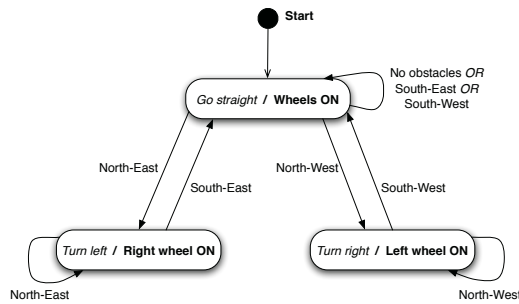 Start
Go straight / Wheels ON
No obstacles OR
South-East OR
South-West
North-East
South-East
North-West
South-West
Turn left / Right wheel ON
Turn right / Left wheel ON
North-East
North-West